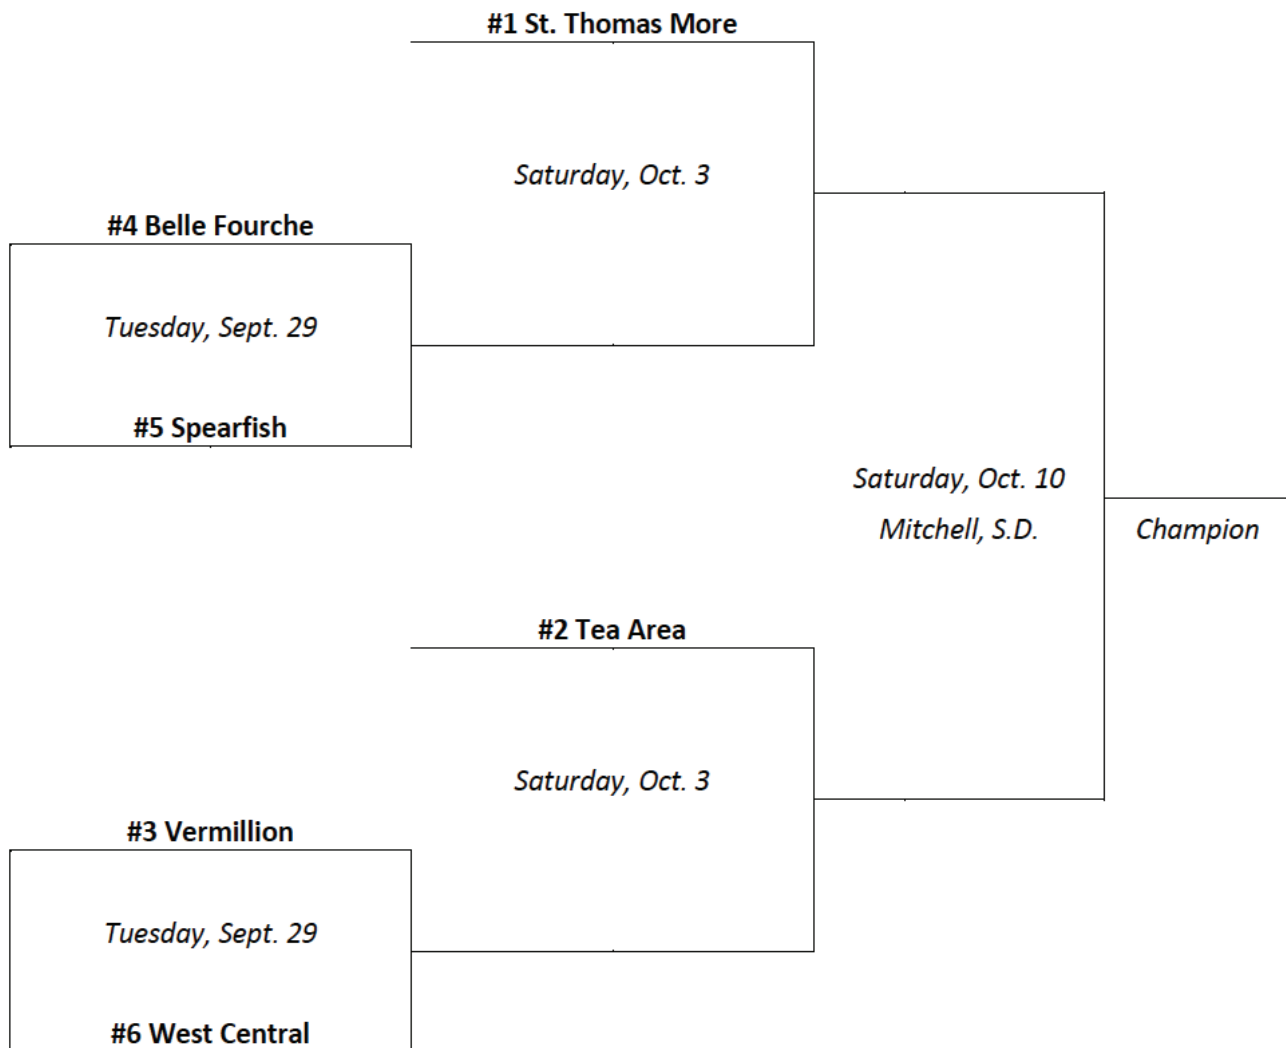 #1 St. Thomas More
Saturday, Oct. 3
#4 Belle Fourche
Tuesday, Sept. 29
#5 Spearfish
Saturday, Oct. 10
Mitchell, S.D.
Champion
#2 Tea Area
Saturday, Oct. 3
#3 Vermillion
Tuesday, Sept. 29
#6 West Central